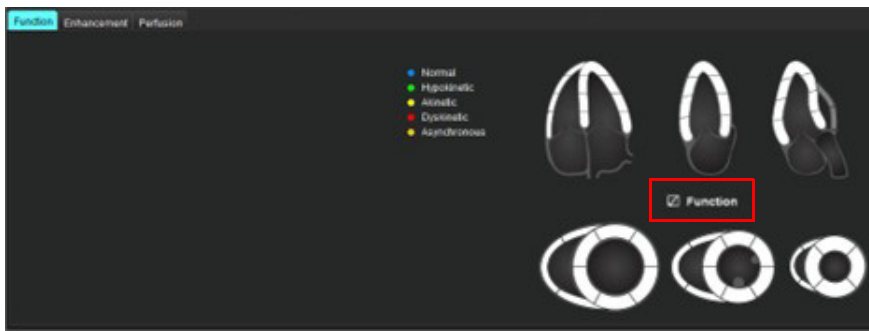 Function Enhancement Perfusion
Normal
Hypokinetic
Akinetic
Dyskinetic
Asynchronous
Function